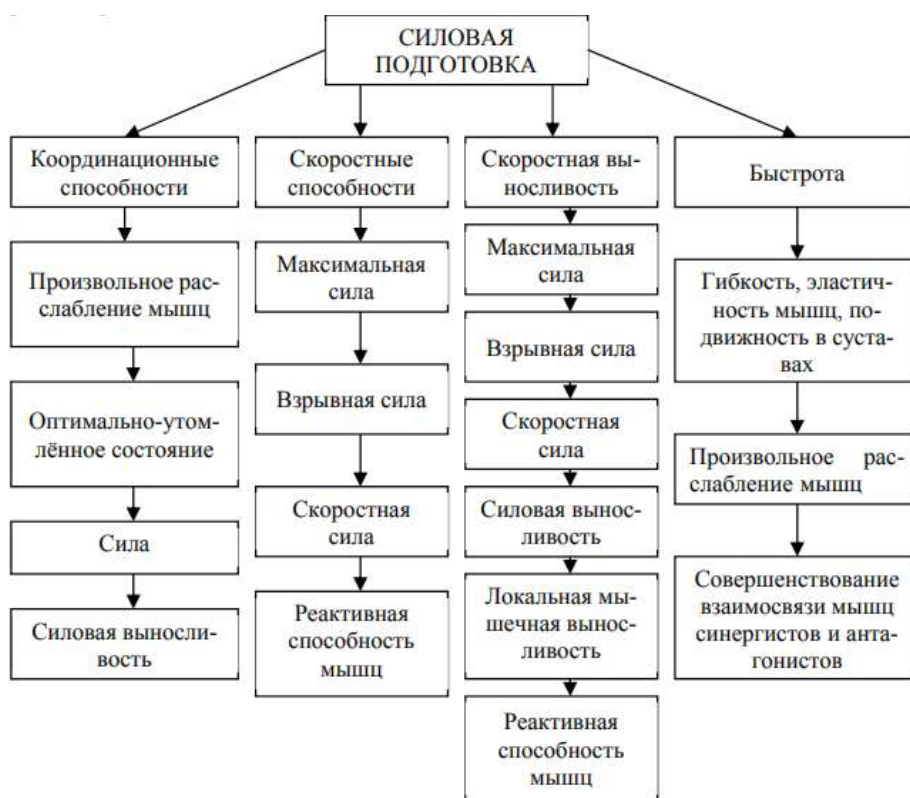 СИЛОВАЯ
ПОДГОТОВКА
Координационные
способности
Произвольное рас-
слабление мышц
Оптимально-утом-
лённое состояние
Сила
Силовая выносли-
вость
Скоростные
способности
Максимальная
сила
Взрывная сила
Скоростная
сила
Реактивная
способность
мышц
Скоростная вы-
носливость
Максимальная
сила
Взрывная сила
Скоростная
сила
Силовая вынос-
ливость
Локальная мы-
шечная вынос-
ливость
Реактивная
способность
мышц
Быстрота
Гибкость, эластич-
ность мышц, по-
движность в суста-
вах
Произвольное рас-
слабление мышц
Совершенствование
взаимосвязи мышц
синергистов и анта-
гонистов